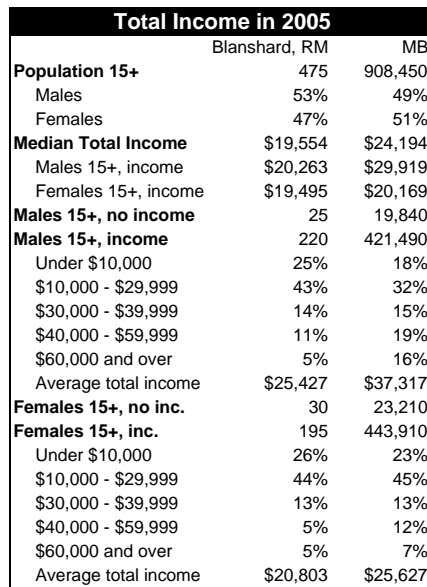 Total Income in 2005
Blanshard, RM MB
Population 15+ 475 908,450
Males 53% 49%
Females 47% 51%
Median Total Income $19,554 $24,194
Males 15+, income $20,263 $29,919
Females 15+, income $19,495 $20,169
Males 15+, no income 25 19,840
Males 15+, income 220 421,490
Under $10,000 25% 18%
$10,000 - $29,999 43% 32%
$30,000 - $39,999 14% 15%
$40,000 - $59,999 11% 19%
$60,000 and over 5% 16%
Average total income $25,427 $37,317
Females 15+, no inc. 30 23,210
Females 15+, inc. 195 443,910
Under $10,000 26% 23%
$10,000 - $29,999 44% 45%
$30,000 - $39,999 13% 13%
$40,000 - $59,999 5% 12%
$60,000 and over 5% 7%
Average total income $20,803 $25,627